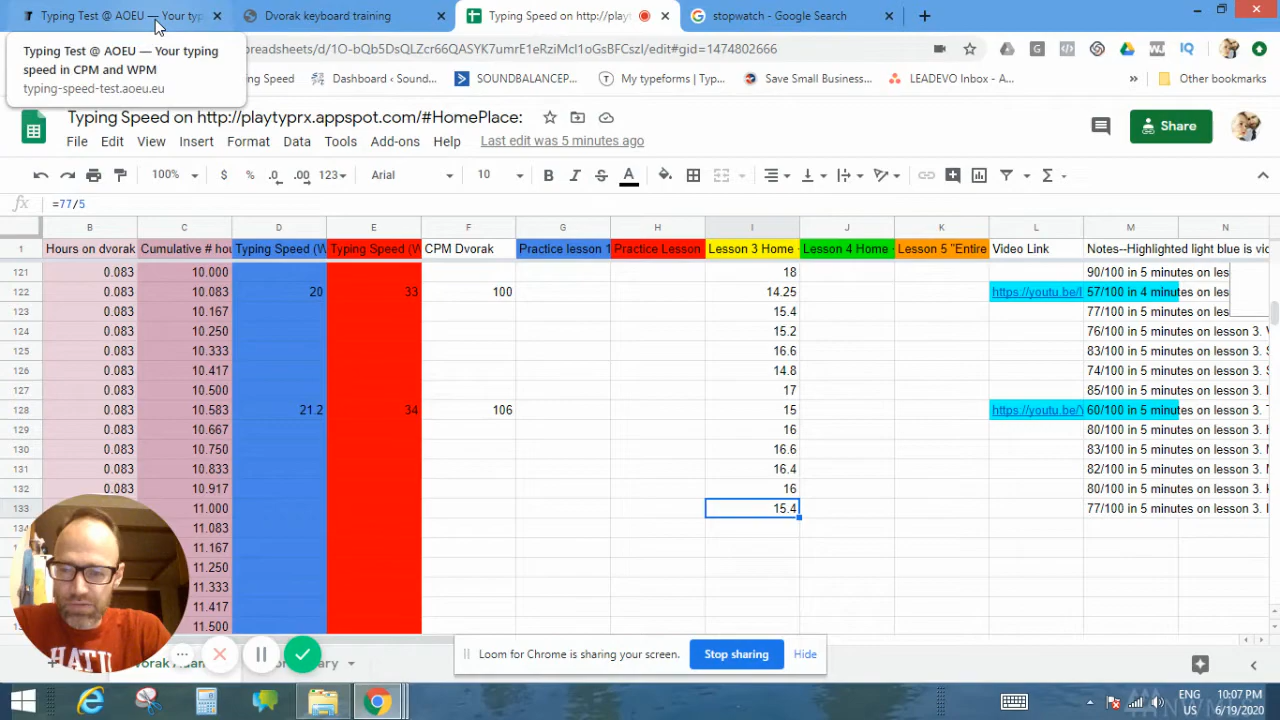 Typing Test @ AOEU — Your typ
Dvorak keyboard training
Typing Speed on http://playt
stopwatch - Google Search
Typing Test @ AOEU — Your typing
speed in CPM and WPM
typing-speed-test.aoeu.eu
eadsheets/d/1O-bQb5DsQLZcr66QASYK7umrE1eRziMcI1oGsBFCszI/edit#gid=1474802666
g Speed
Dashboard / Sound...
SOUNDBALANCEP...
My typeforms | Typ...
Save Small Business...
LEADEVO Inbox - A...
»
Other bookmarks
Typing Speed on http://playtyprx.appspot.com/#HomePlace:
Share
File Edit View Insert Format Data Tools Add-ons Help Last edit was 5 minutes ago
100% $ % .0 .00 123 Arial 10 B I S A Σ
fx =77/5
B C D E F G H I J K L M N
1 Hours on dvorak Cumulative # hou Typing Speed (W Typing Speed (W CPM Dvorak Practice lesson 1 Practice Lesson Lesson 3 Home Lesson 4 Home Lesson 5 "Entire Video Link Notes--Highlighted light blue is vid
121 0.083 10.000 18 90/100 in 5 minutes on les
122 0.083 10.083 20 33 100 14.25 https://youtu.be/l 57/100 in 4 minutes on les
123 0.083 10.167 15.4 77/100 in 5 minutes on les
124 0.083 10.250 15.2 76/100 in 5 minutes on lesson 3.
125 0.083 10.333 16.6 83/100 in 5 minutes on lesson 3. S
126 0.083 10.417 14.8 74/100 in 5 minutes on lesson 3. S
127 0.083 10.500 17 85/100 in 5 minutes on lesson 3. I
128 0.083 10.583 21.2 34 106 15 https://youtu.be/Y 60/100 in 5 minutes on lesson 3. T
129 0.083 10.667 16 80/100 in 5 minutes on lesson 3. H
130 0.083 10.750 16.6 83/100 in 5 minutes on lesson 3. M
131 0.083 10.833 16.4 82/100 in 5 minutes on lesson 3. N
132 0.083 10.917 16 80/100 in 5 minutes on lesson 3. K
133 11.000 15.4 77/100 in 5 minutes on lesson 3. I
134 11.083
11.167
11.250
11.333
11.417
11.500
HATU
Loom for Chrome is sharing your screen.
Stop sharing
Hide
ENG
US
10:07 PM
6/19/2020